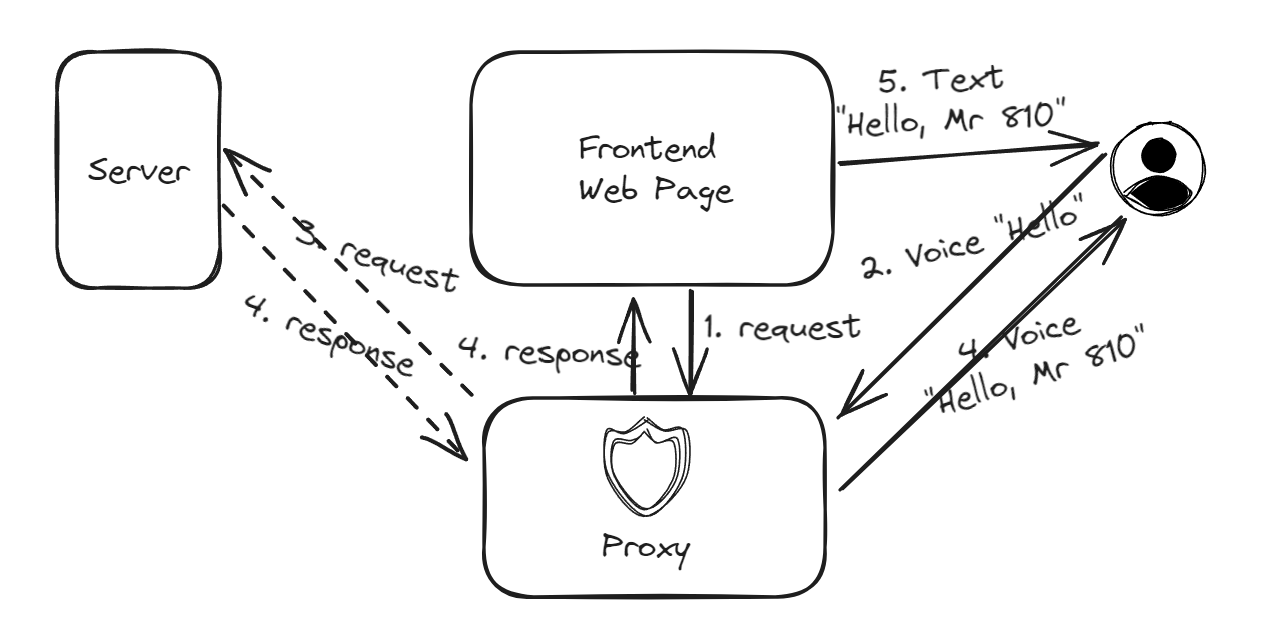 Server
Frontend
Web Page
5. Text
"Hello, Mr 810"
2. Voice "Hello"
3. request
4. response
4. response
1. request
4. Voice
"Hello, Mr 810"
Proxy